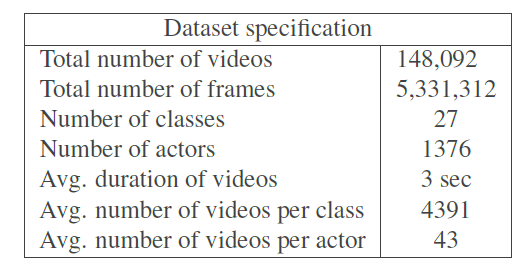 Dataset specification
Total number of videos 148,092
Total number of frames 5,331,312
Number of classes 27
Number of actors 1376
Avg. duration of videos 3 sec
Avg. number of videos per class 4391
Avg. number of videos per actor 43